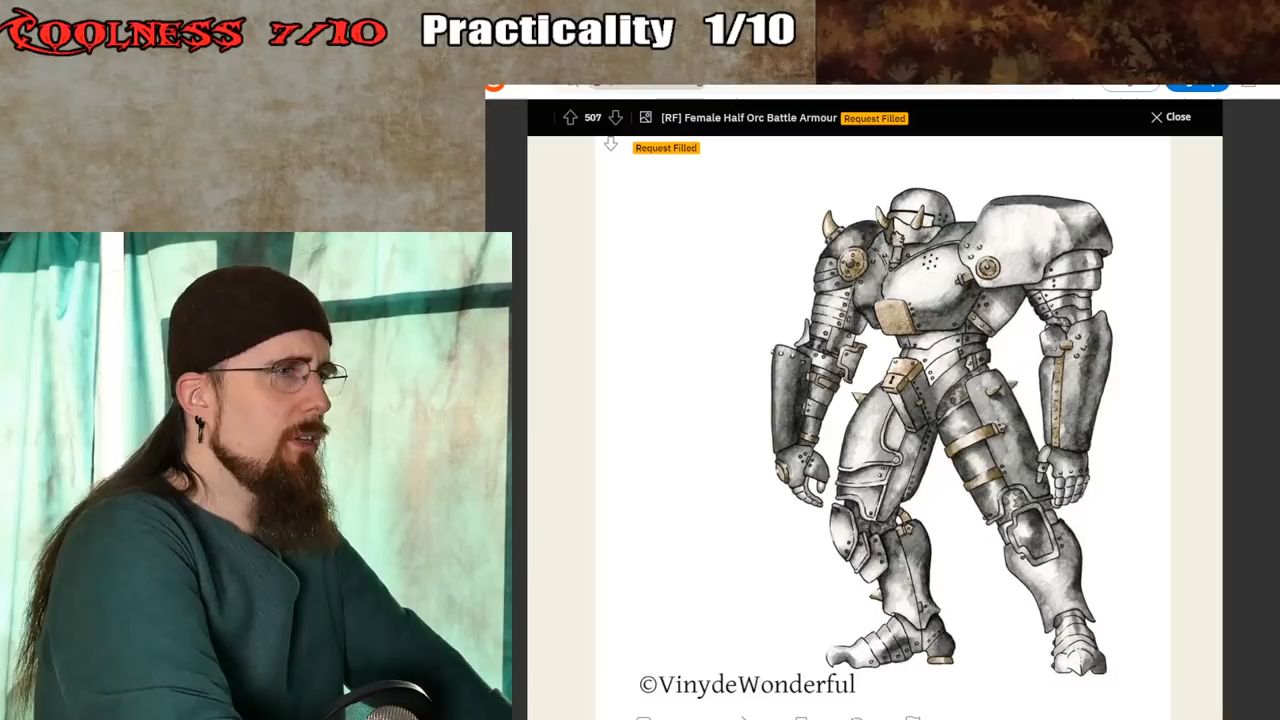 COOLNESS 7/10 Practicality 1/10
507 [RF] Female Half Orc Battle Armour Request Filled Close
Request Filled
©VinydeWonderful